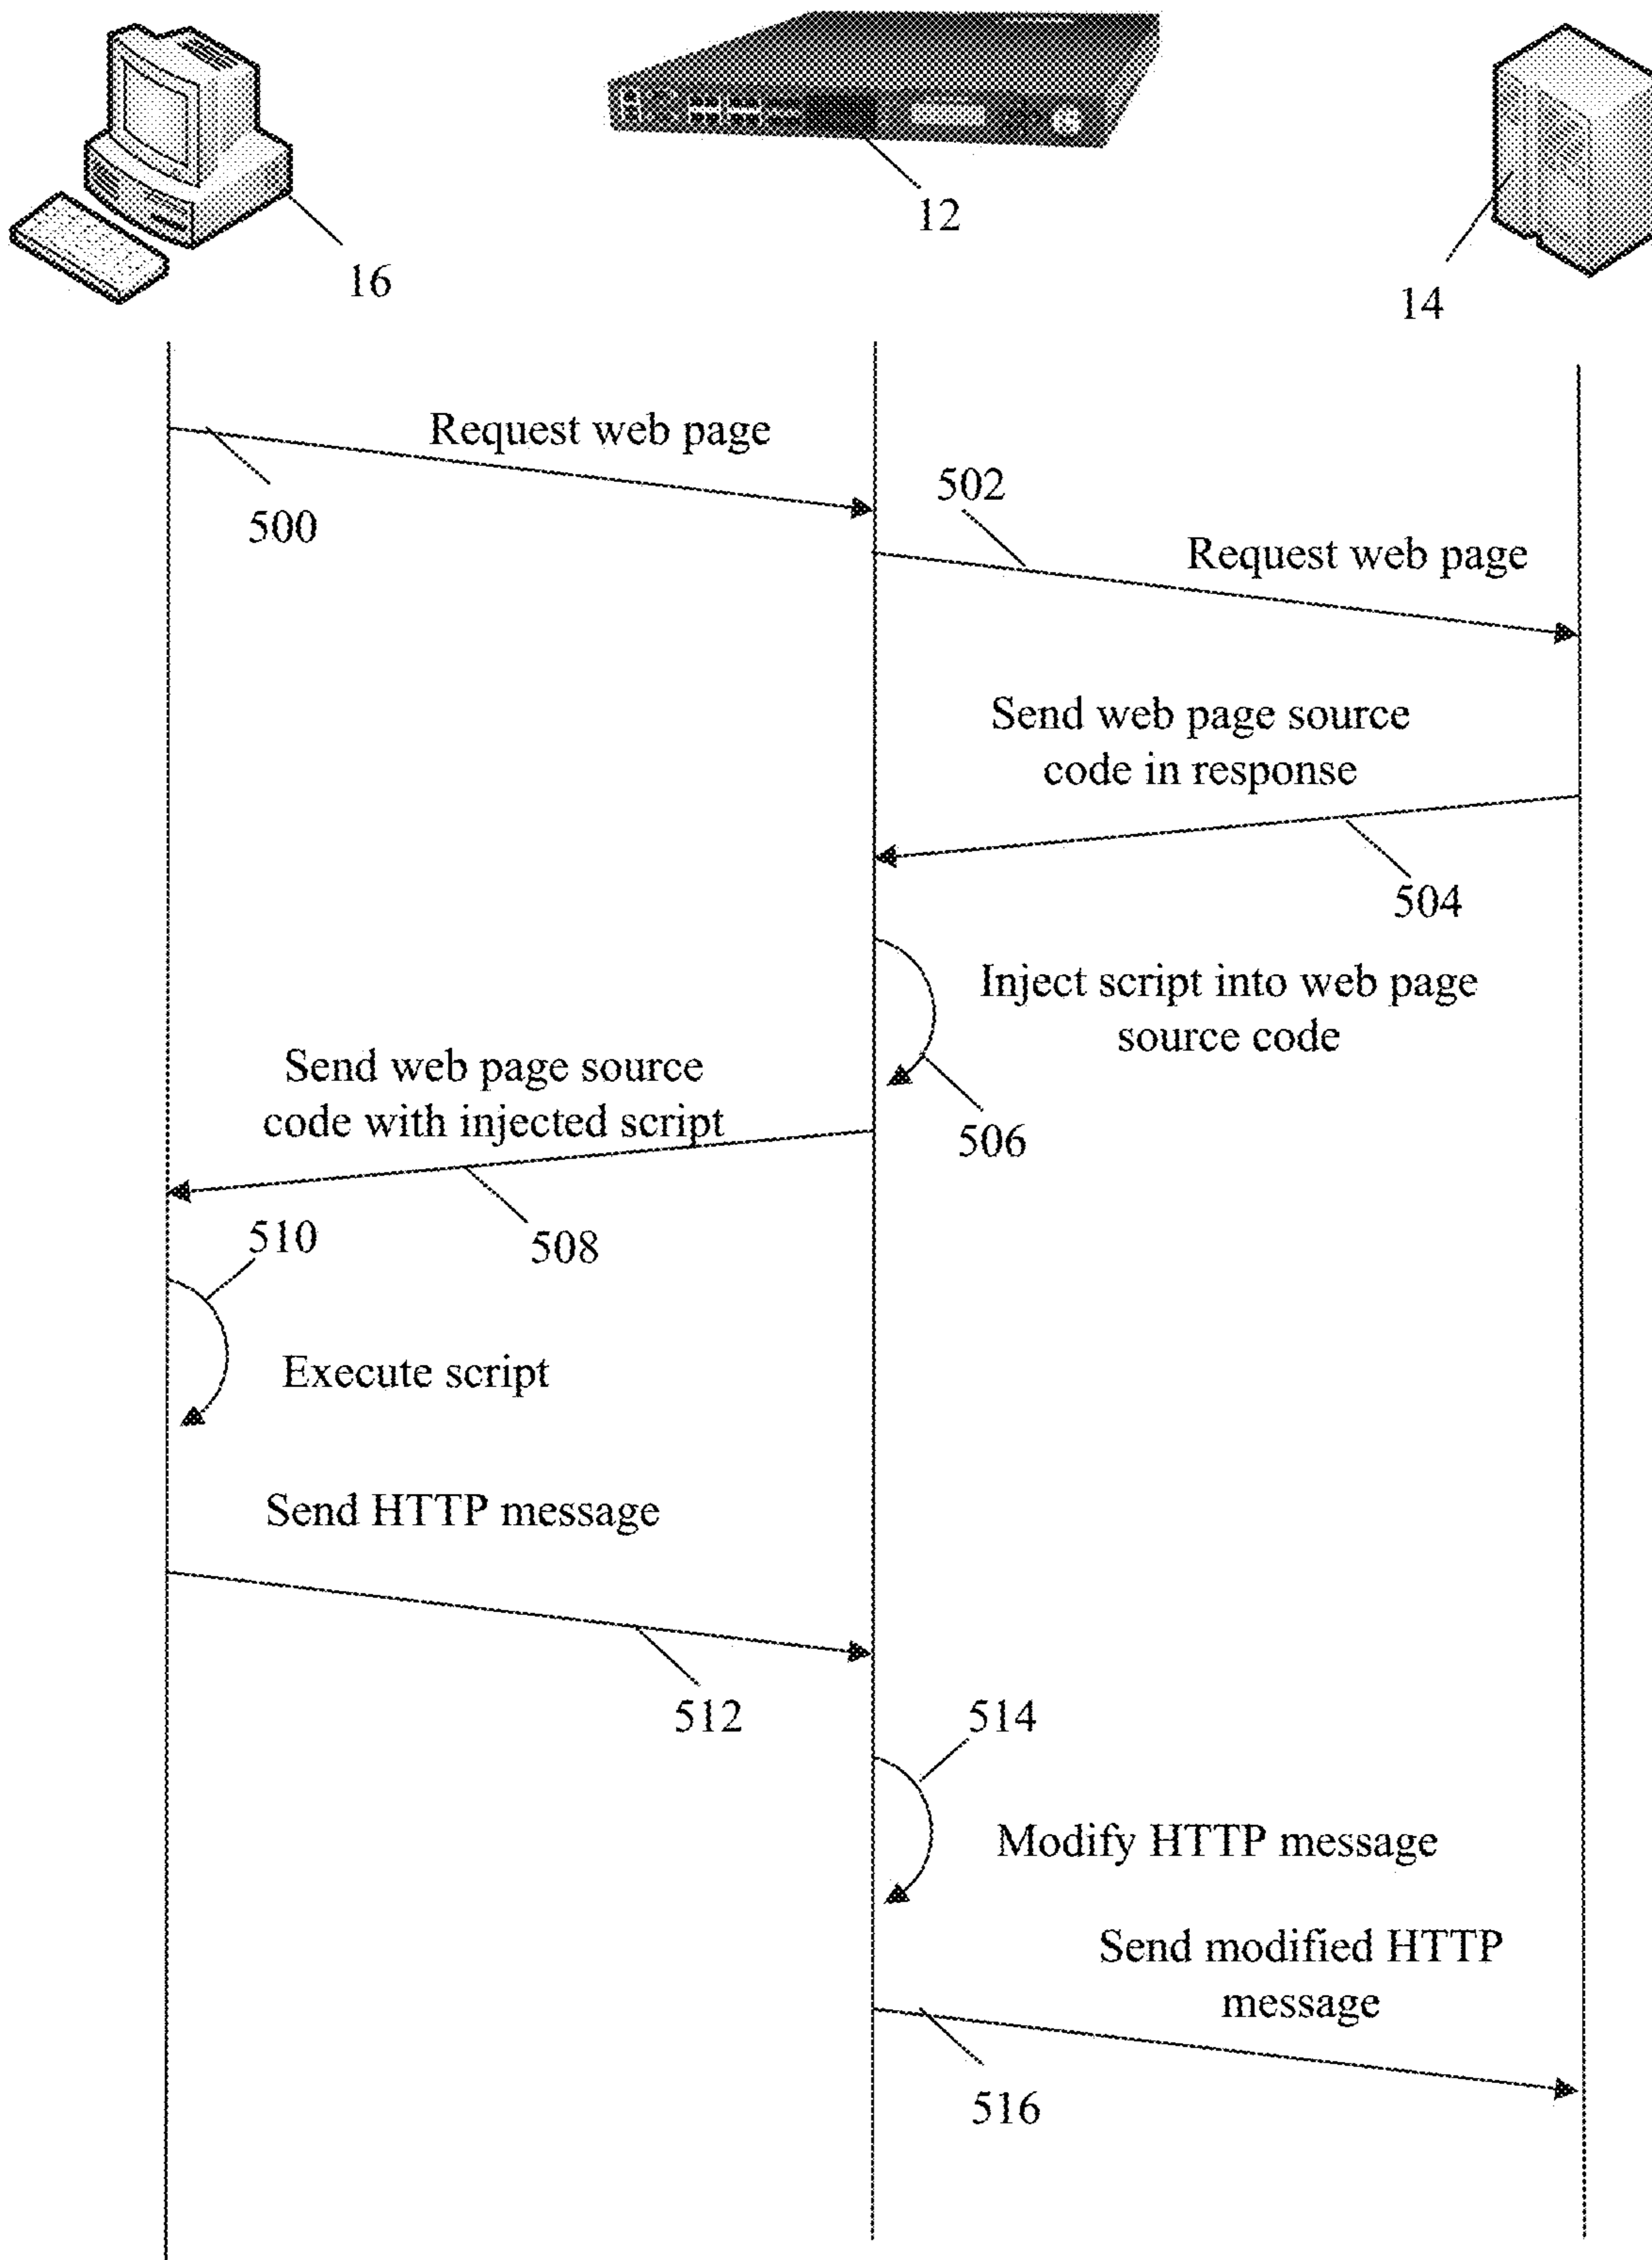 12
16
14
Request web page
500
502
Request web page
Send web page source
code in response
504
Inject script into web page
source code
506
Send web page source
code with injected script
508
510
Execute script
Send HTTP message
512
514
Modify HTTP message
Send modified HTTP
message
516